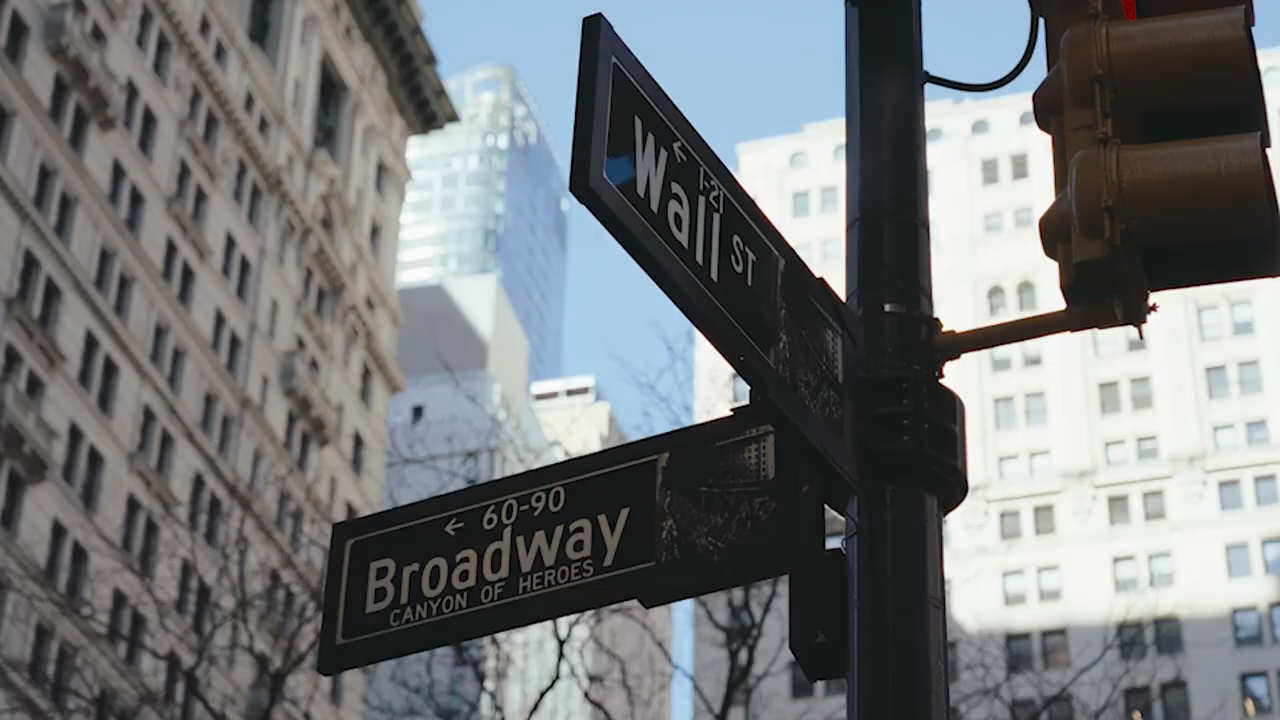 ← 1-21
Wall ST
← 60-90
Broadway
CANYON OF HEROES